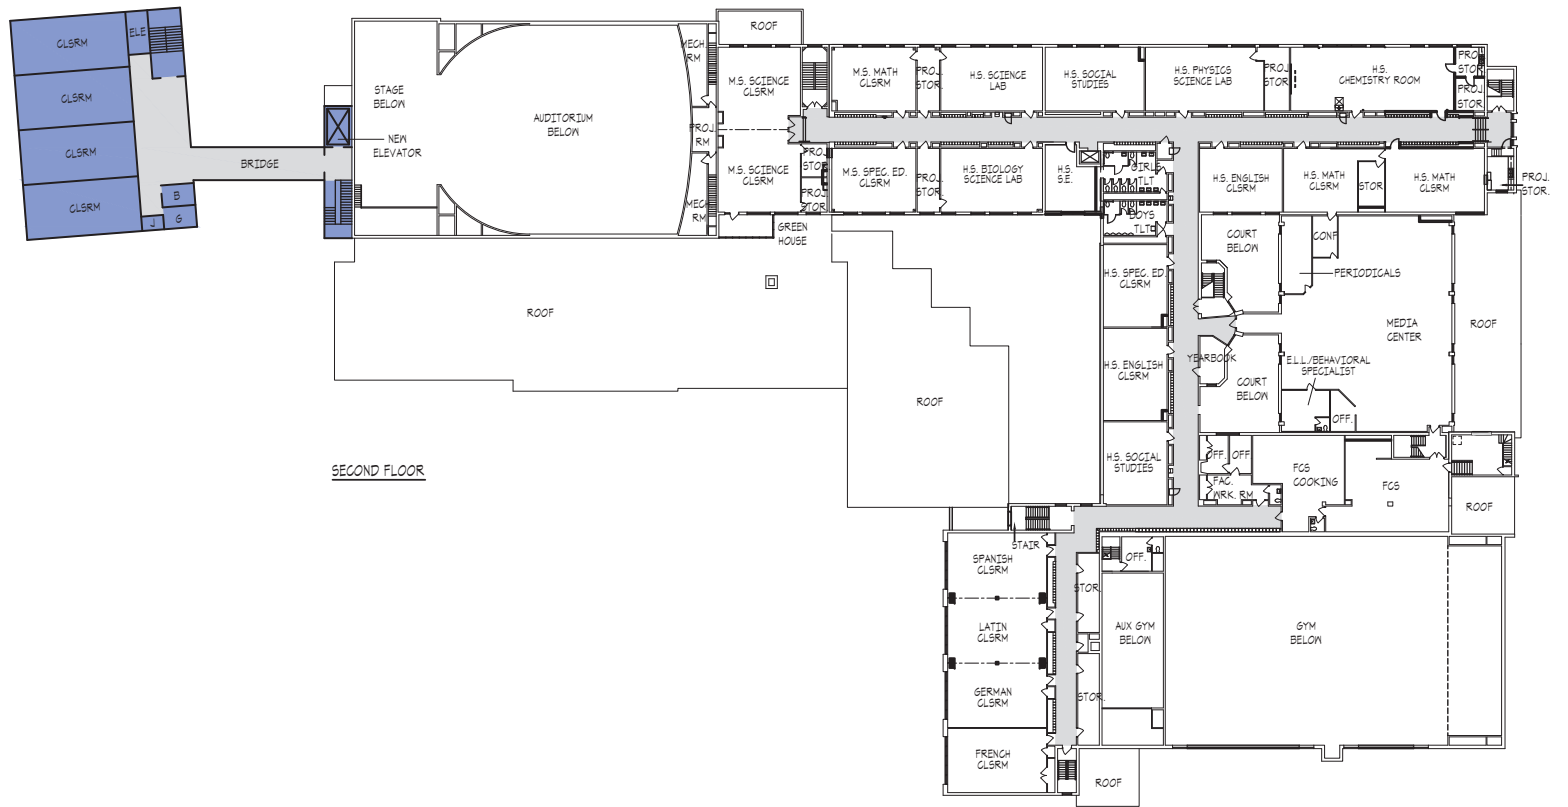 CLSRM
ELE
CLSRM
CLSRM
CLSRM
BRIDGE
B
G
J
STAGE
BELOW
NEW
ELEVATOR
AUDITORIUM
BELOW
MECH.
RM
PROJ.
RM
MECH.
RM
ROOF
M.S. SCIENCE
CLSRM
M.S. SCIENCE
CLSRM
PROJ.
STOR.
PROJ.
STOR.
GREEN
HOUSE
M.S. MATH
CLSRM
PROJ.
STOR.
H.S. SCIENCE
LAB
H.S. SOCIAL
STUDIES
H.S. PHYSICS
SCIENCE LAB
PROJ.
STOR.
H.S.
CHEMISTRY ROOM
PROJ.
STOR.
PROJ.
STOR.
M.S. SPEC. ED.
CLSRM
PROJ.
STOR.
H.S. BIOLOGY
SCIENCE LAB
H.S.
S.E.
GIRLS
TLT
BOYS
TLT
H.S. ENGLISH
CLSRM
H.S. MATH
CLSRM
STOR.
H.S. MATH
CLSRM
PROJ.
STOR.
COURT
BELOW
CONF.
PERIODICALS
H.S. SPEC. ED.
CLSRM
ROOF
MEDIA
CENTER
ROOF
YEARBOOK
E.L.L./BEHAVIORAL
SPECIALIST
H.S. ENGLISH
CLSRM
COURT
BELOW
OFF.
ROOF
SECOND FLOOR
H.S. SOCIAL
STUDIES
OFF.
OFF.
FAC.
WRK. RM
FCS
COOKING
FCS
ROOF
STAIR
SPANISH
CLSRM
STOR.
OFF.
LATIN
CLSRM
AUX GYM
BELOW
GYM
BELOW
GERMAN
CLSRM
STOR.
FRENCH
CLSRM
ROOF